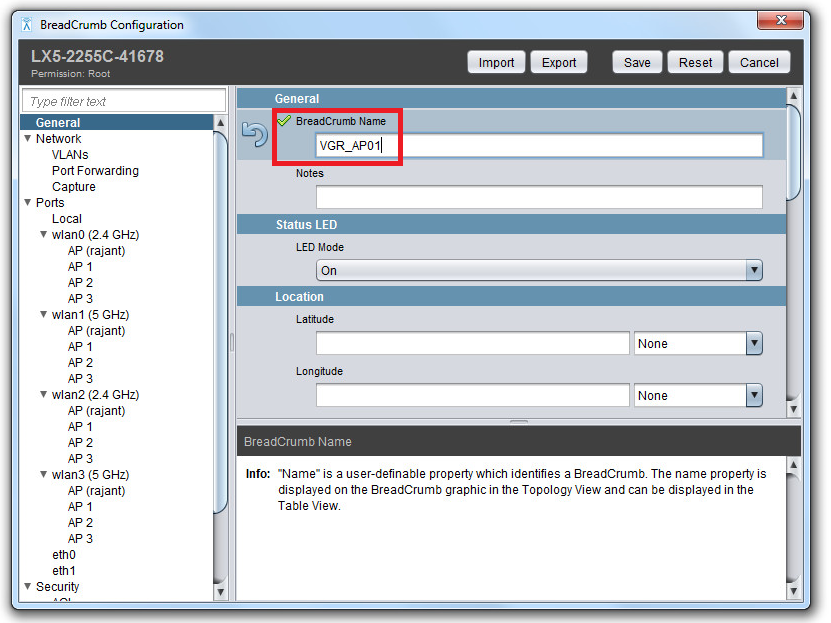 BreadCrumb Configuration
LX5-2255C-41678
Permission: Root
Import Export Save Reset Cancel
Type filter text
General
Network
VLANs
Port Forwarding
Capture
Ports
Local
wlan0 (2.4 GHz)
AP (rajant)
AP 1
AP 2
AP 3
wlan1 (5 GHz)
AP (rajant)
AP 1
AP 2
AP 3
wlan2 (2.4 GHz)
AP (rajant)
AP 1
AP 2
AP 3
wlan3 (5 GHz)
AP (rajant)
AP 1
AP 2
AP 3
eth0
eth1
Security
General
BreadCrumb Name
VGR_AP01
Notes
Status LED
LED Mode
On
Location
Latitude
None
Longitude
None
BreadCrumb Name
Info: "Name" is a user-definable property which identifies a BreadCrumb. The name property is
displayed on the BreadCrumb graphic in the Topology View and can be displayed in the
Table View.